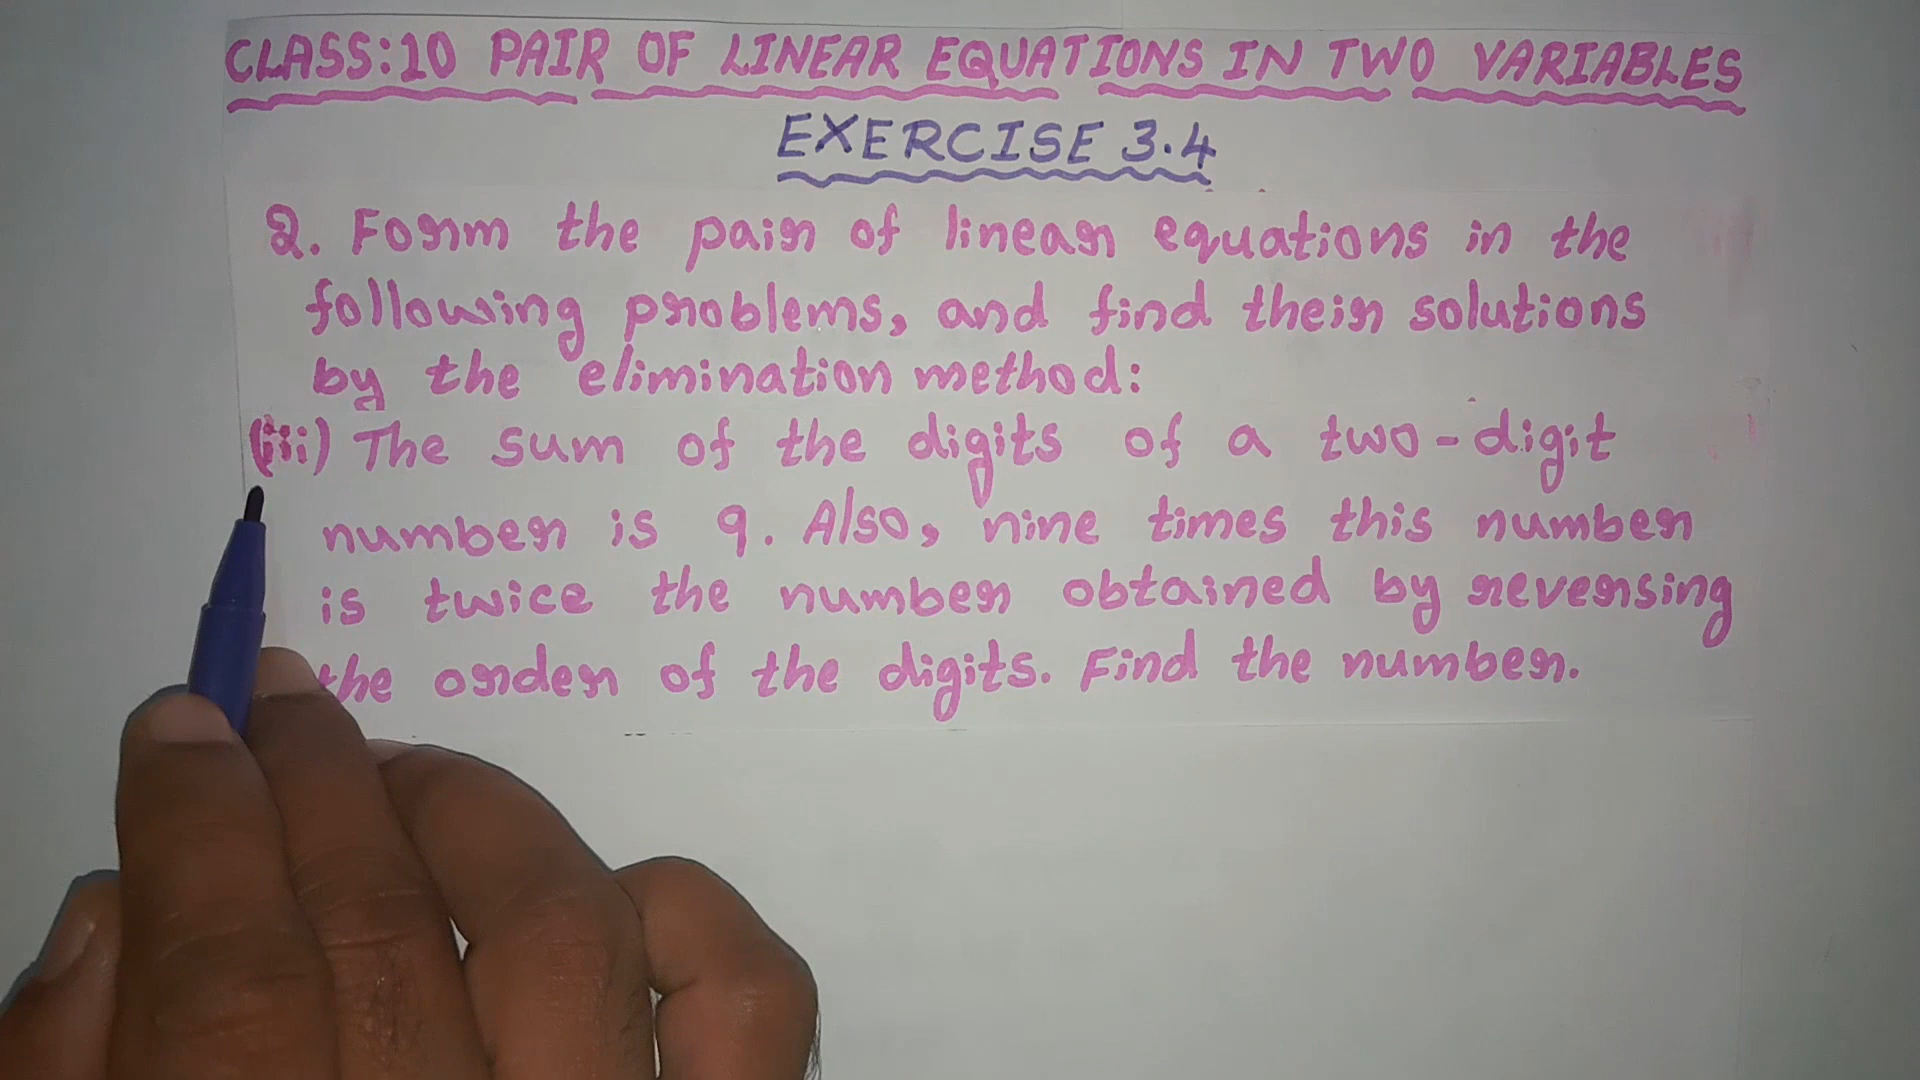 CLASS:10 PAIR OF LINEAR EQUATIONS IN TWO VARIABLES
EXERCISE 3.4
2. Form the pair of linear equations in the
following problems, and find their solutions
by the elimination method:
(iii) The sum of the digits of a two-digit
number is 9. Also, nine times this number
is twice the number obtained by reversing
the order of the digits. Find the number.